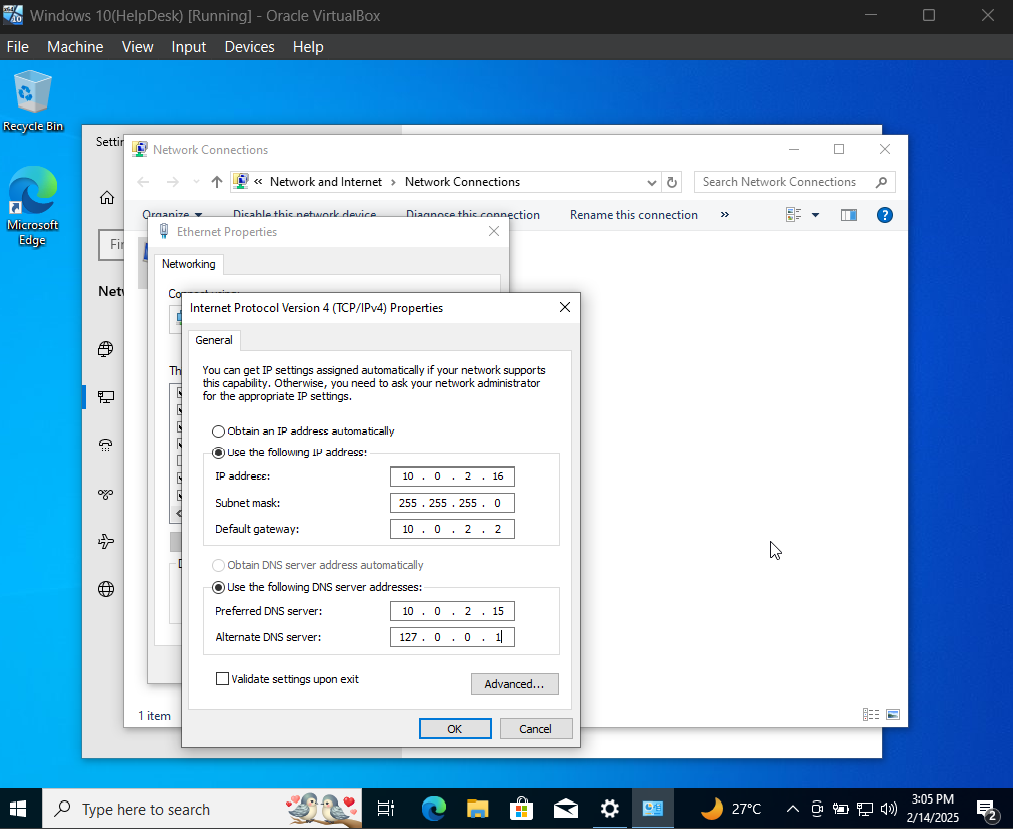 Windows 10(HelpDesk) [Running] - Oracle VirtualBox
File Machine View Input Devices Help
Recycle Bin
Microsoft
Edge
Network Connections
« Network and Internet › Network Connections
Search Network Connections
Organize Disable this network device Diagnose this connection Rename this connection »
Ethernet Properties
Networking
Internet Protocol Version 4 (TCP/IPv4) Properties
General
You can get IP settings assigned automatically if your network supports
this capability. Otherwise, you need to ask your network administrator
for the appropriate IP settings.
Obtain an IP address automatically
Use the following IP address:
IP address: 10 . 0 . 2 . 16
Subnet mask: 255 . 255 . 255 . 0
Default gateway: 10 . 0 . 2 . 2
Obtain DNS server address automatically
Use the following DNS server addresses:
Preferred DNS server: 10 . 0 . 2 . 15
Alternate DNS server: 127 . 0 . 0 . 1
Validate settings upon exit
Advanced...
OK Cancel
1 item
Type here to search
27°C
3:05 PM
2/14/2025
2